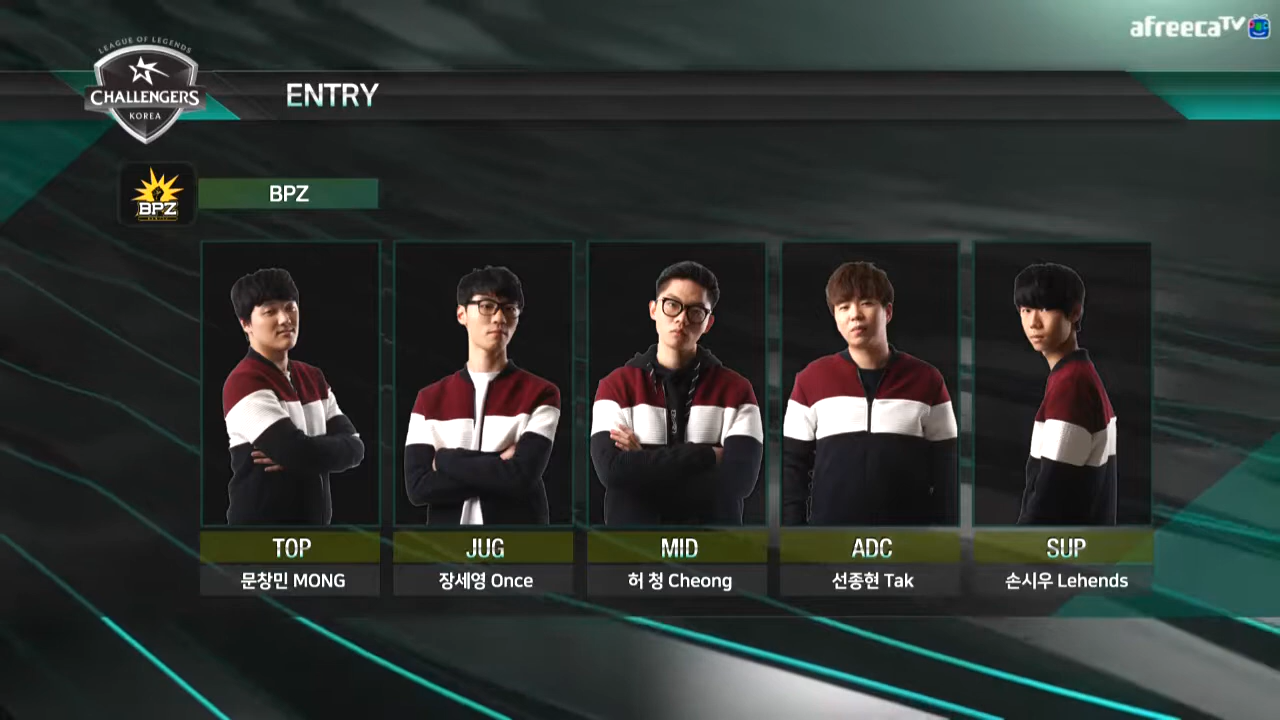 afreecaTV
LEAGUE OF LEGENDS
CHALLENGERS
KOREA
ENTRY
BPZ
BPZ
TOP
JUG
MID
ADC
SUP
문창민 MONG
장세영 Once
허 청 Cheong
선종현 Tak
손시우 Lehends